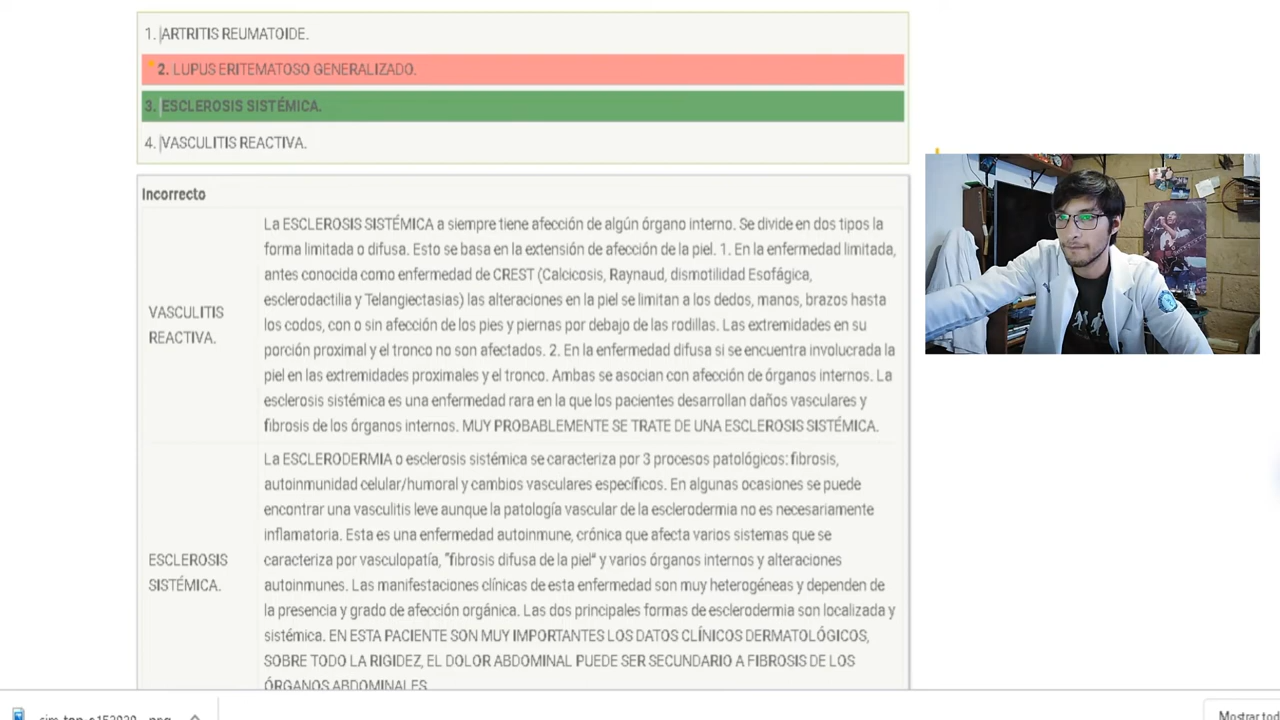 1. ARTRITIS REUMATOIDE.
2. LUPUS ERITEMATOSO GENERALIZADO.
3. ESCLEROSIS SISTÉMICA.
4. VASCULITIS REACTIVA.
Incorrecto
VASCULITIS
REACTIVA.
La ESCLEROSIS SISTÉMICA a siempre tiene afección de algún órgano interno. Se divide en dos tipos la
forma limitada o difusa. Esto se basa en la extensión de afección de la piel. 1. En la enfermedad limitada,
antes conocida como enfermedad de CREST (Calcicosis, Raynaud, dismotilidad Esofágica,
esclerodactilia y Telangiectasias) las alteraciones en la piel se limitan a los dedos, manos, brazos hasta
los codos, con o sin afección de los pies y piernas por debajo de las rodillas. Las extremidades en su
porción proximal y el tronco no son afectados. 2. En la enfermedad difusa si se encuentra involucrada la
piel en las extremidades proximales y el tronco. Ambas se asocian con afección de órganos internos. La
esclerosis sistémica es una enfermedad rara en la que los pacientes desarrollan daños vasculares y
fibrosis de los órganos internos. MUY PROBABLEMENTE SE TRATE DE UNA ESCLEROSIS SISTÉMICA.
ESCLEROSIS
SISTÉMICA.
La ESCLERODERMIA o esclerosis sistémica se caracteriza por 3 procesos patológicos: fibrosis,
autoinmunidad celular/humoral y cambios vasculares específicos. En algunas ocasiones se puede
encontrar una vasculitis leve aunque la patología vascular de la esclerodermia no es necesariamente
inflamatoria. Esta es una enfermedad autoinmune, crónica que afecta varios sistemas que se
caracteriza por vasculopatía, "fibrosis difusa de la piel" y varios órganos internos y alteraciones
autoinmunes. Las manifestaciones clínicas de esta enfermedad son muy heterogéneas y dependen de
la presencia y grado de afección orgánica. Las dos principales formas de esclerodermia son localizada y
sistémica. EN ESTA PACIENTE SON MUY IMPORTANTES LOS DATOS CLÍNICOS DERMATOLÓGICOS,
SOBRE TODO LA RIGIDEZ, EL DOLOR ABDOMINAL PUEDE SER SECUNDARIO A FIBROSIS DE LOS
ÓRGANOS ABDOMINALES.
Mostrar tod